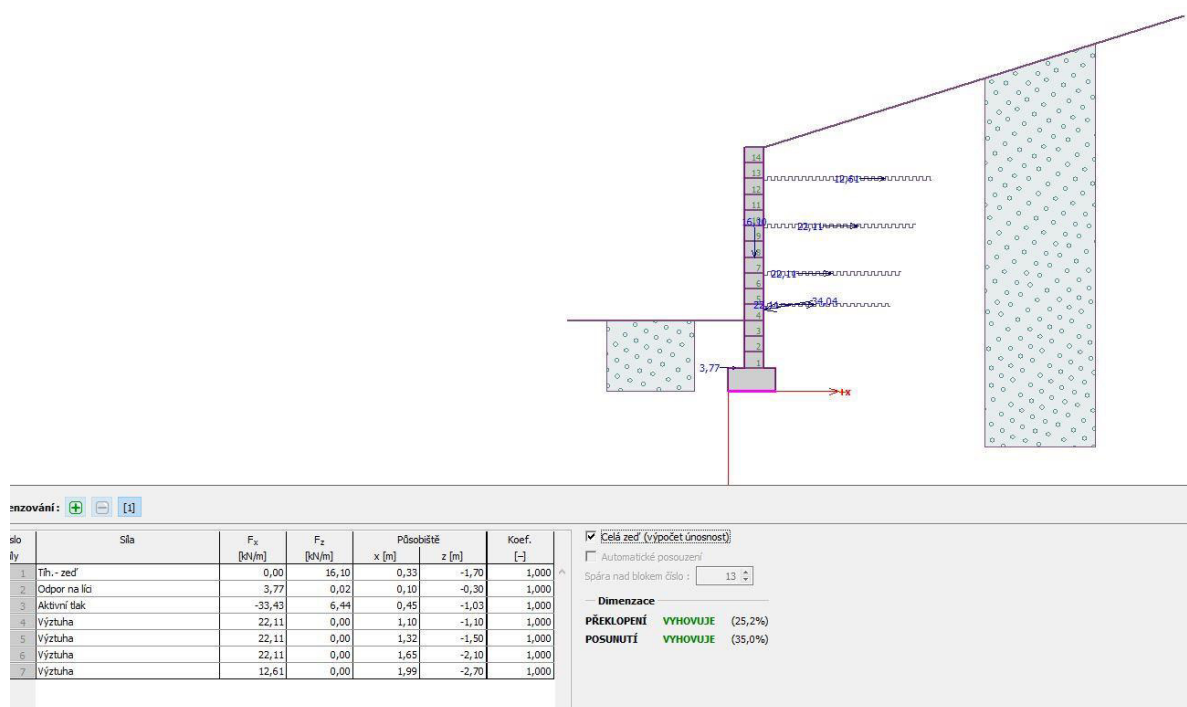 14
13
12,61
12
11
16,10
22,11
9
8
7
22,11
6
5
34,04
4
3
2
1
3,77
+x
enzování:
[1]
slo Síla Fx Fz Působiště Koef.
ly [kN/m] [kN/m] x [m] z [m] [–]
1 Tíh.- zeď 0,00 16,10 0,33 -1,70 1,000
2 Odpor na líci 3,77 0,02 0,10 -0,30 1,000
3 Aktivní tlak -33,43 6,44 0,45 -1,03 1,000
4 Výztuha 22,11 0,00 1,10 -1,10 1,000
5 Výztuha 22,11 0,00 1,32 -1,50 1,000
6 Výztuha 22,11 0,00 1,65 -2,10 1,000
7 Výztuha 12,61 0,00 1,99 -2,70 1,000
Celá zeď (výpočet únosnost)
Automatické posouzení
Spára nad blokem číslo : 13
Dimenzace
PŘEKLOPENÍ VYHOVUJE (25,2%)
POSUNUTÍ VYHOVUJE (35,0%)